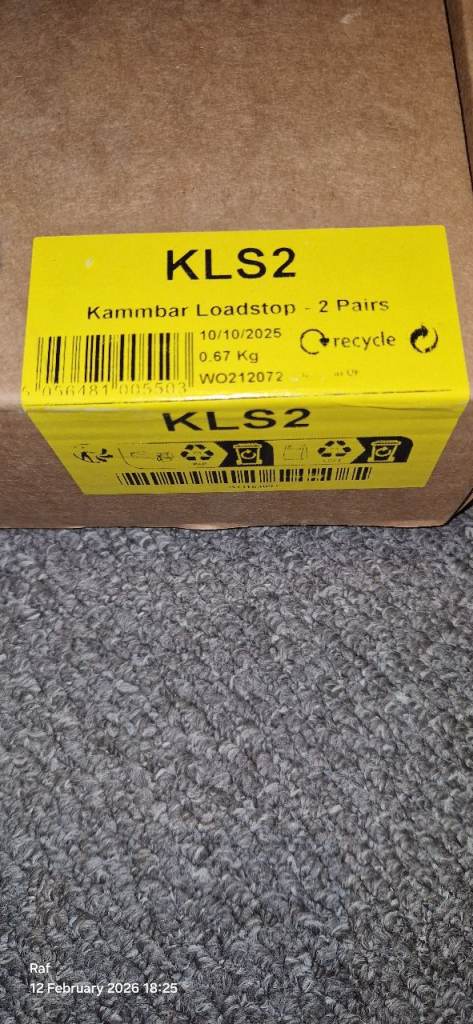 KLS2
Kammbar Loadstop - 2 Pairs
10/10/2025
recycle
0.67 Kg
056481 005503
WO212072
KLS2
Raf
12 February 2026 18:25